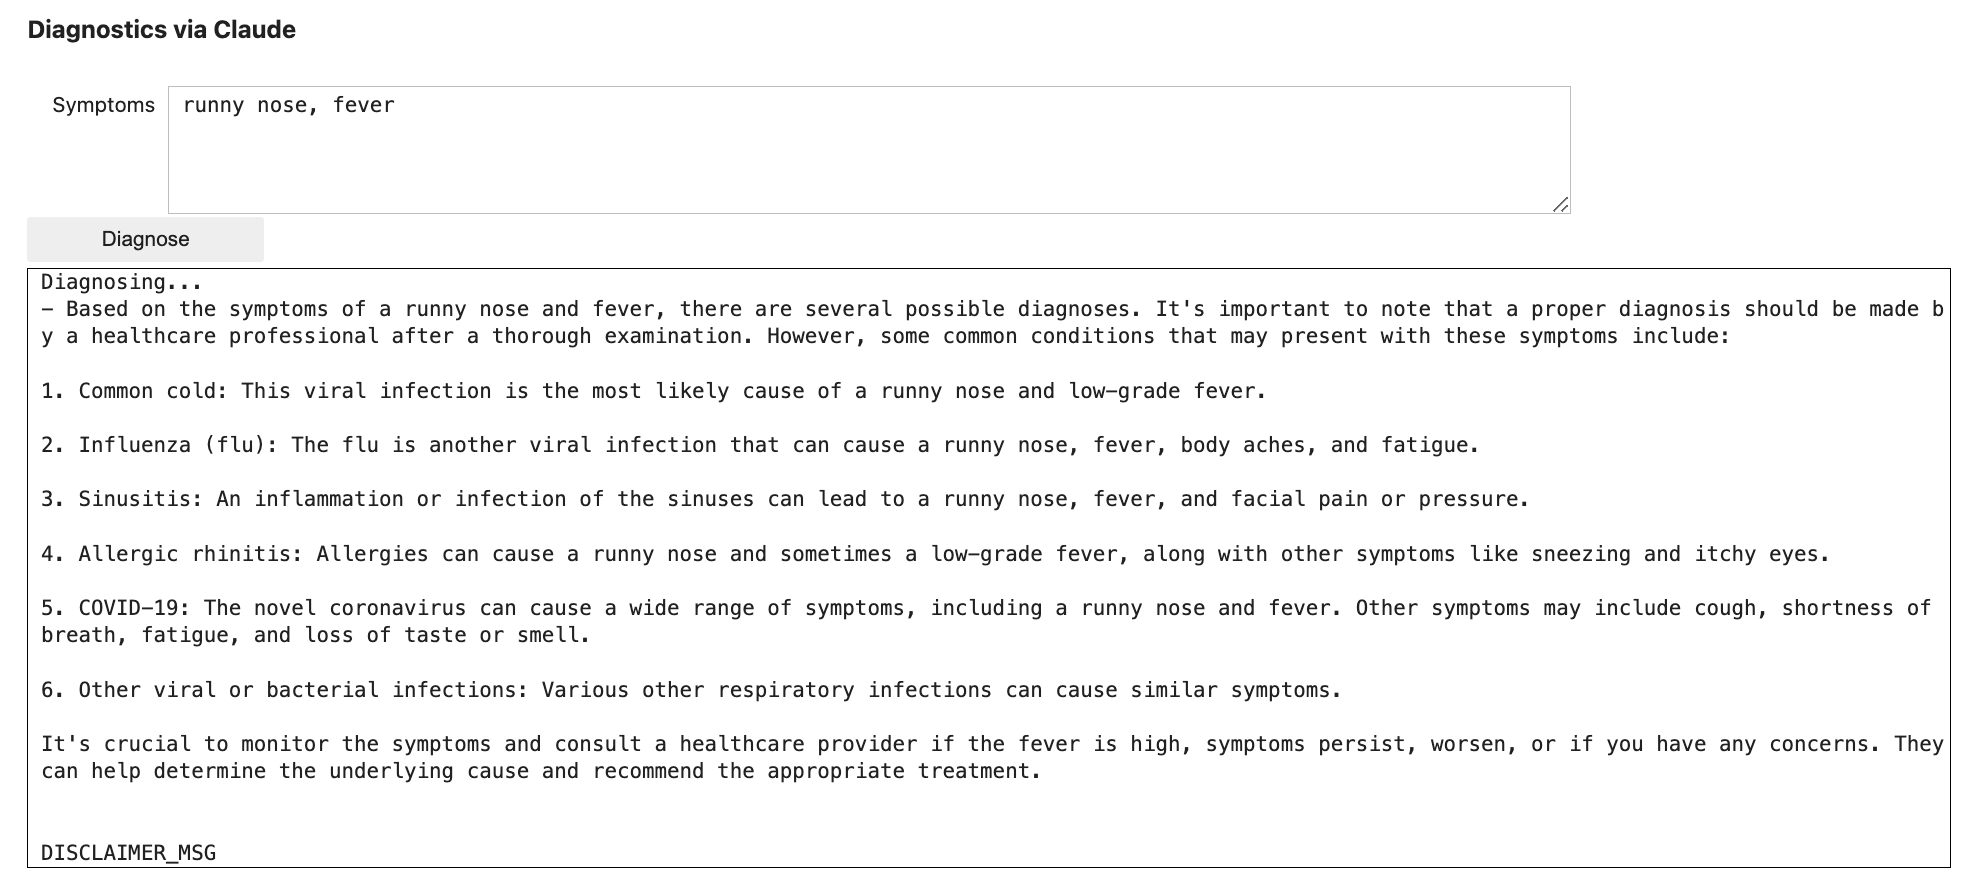 Diagnostics via Claude
Symptoms runny nose, fever
Diagnose
Diagnosing...
– Based on the symptoms of a runny nose and fever, there are several possible diagnoses. It's important to note that a proper diagnosis should be made b
y a healthcare professional after a thorough examination. However, some common conditions that may present with these symptoms include:
1. Common cold: This viral infection is the most likely cause of a runny nose and low-grade fever.
2. Influenza (flu): The flu is another viral infection that can cause a runny nose, fever, body aches, and fatigue.
3. Sinusitis: An inflammation or infection of the sinuses can lead to a runny nose, fever, and facial pain or pressure.
4. Allergic rhinitis: Allergies can cause a runny nose and sometimes a low-grade fever, along with other symptoms like sneezing and itchy eyes.
5. COVID-19: The novel coronavirus can cause a wide range of symptoms, including a runny nose and fever. Other symptoms may include cough, shortness of
breath, fatigue, and loss of taste or smell.
6. Other viral or bacterial infections: Various other respiratory infections can cause similar symptoms.
It's crucial to monitor the symptoms and consult a healthcare provider if the fever is high, symptoms persist, worsen, or if you have any concerns. They
can help determine the underlying cause and recommend the appropriate treatment.
DISCLAIMER_MSG